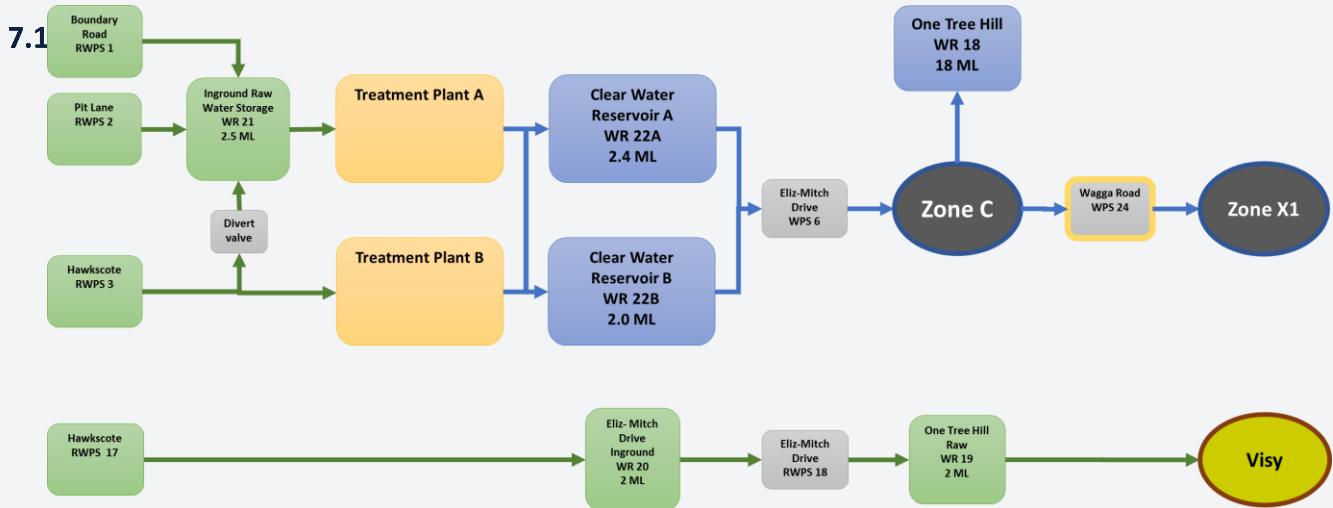 7.1
Boundary
Road
RWPS 1
Pit Lane
RWPS 2
Inground Raw
Water Storage
WR 21
2.5 ML
Divert
valve
Hawkscote
RWPS 3
Treatment Plant A
Treatment Plant B
Clear Water
Reservoir A
WR 22A
2.4 ML
Clear Water
Reservoir B
WR 22B
2.0 ML
Eliz-Mitch
Drive
WPS 6
One Tree Hill
WR 18
18 ML
Zone C
Wagga Road
WPS 24
Zone X1
Hawkscote
RWPS 17
Eliz- Mitch
Drive
Inground
WR 20
2 ML
Eliz-Mitch
Drive
RWPS 18
One Tree Hill
Raw
WR 19
2 ML
Visy